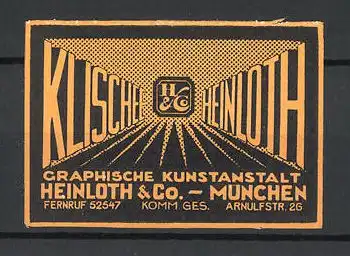 KLISCHEE HEINLOTH
H & Co
GRAPHISCHE KUNSTANSTALT
HEINLOTH & Co. – MÜNCHEN
FERNRUF 52547 KOMM. GES. ARNULFSTR. 26